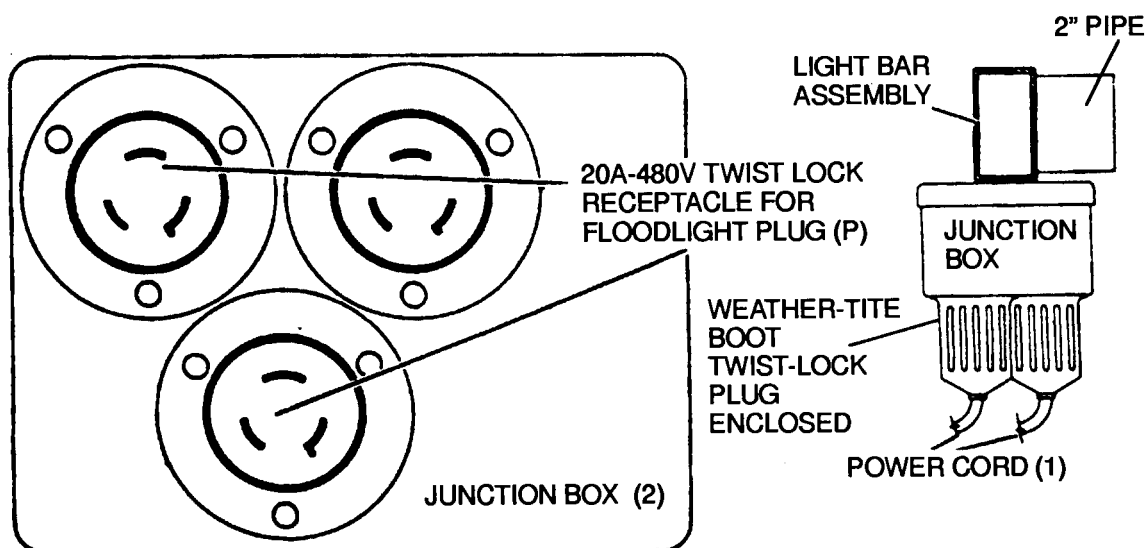 2” PIPE
LIGHT BAR
ASSEMBLY
20A-480V TWIST LOCK
RECEPTACLE FOR
FLOODLIGHT PLUG (P)
JUNCTION
BOX
WEATHER-TITE
BOOT
TWIST-LOCK
PLUG
ENCLOSED
POWER CORD (1)
JUNCTION BOX (2)